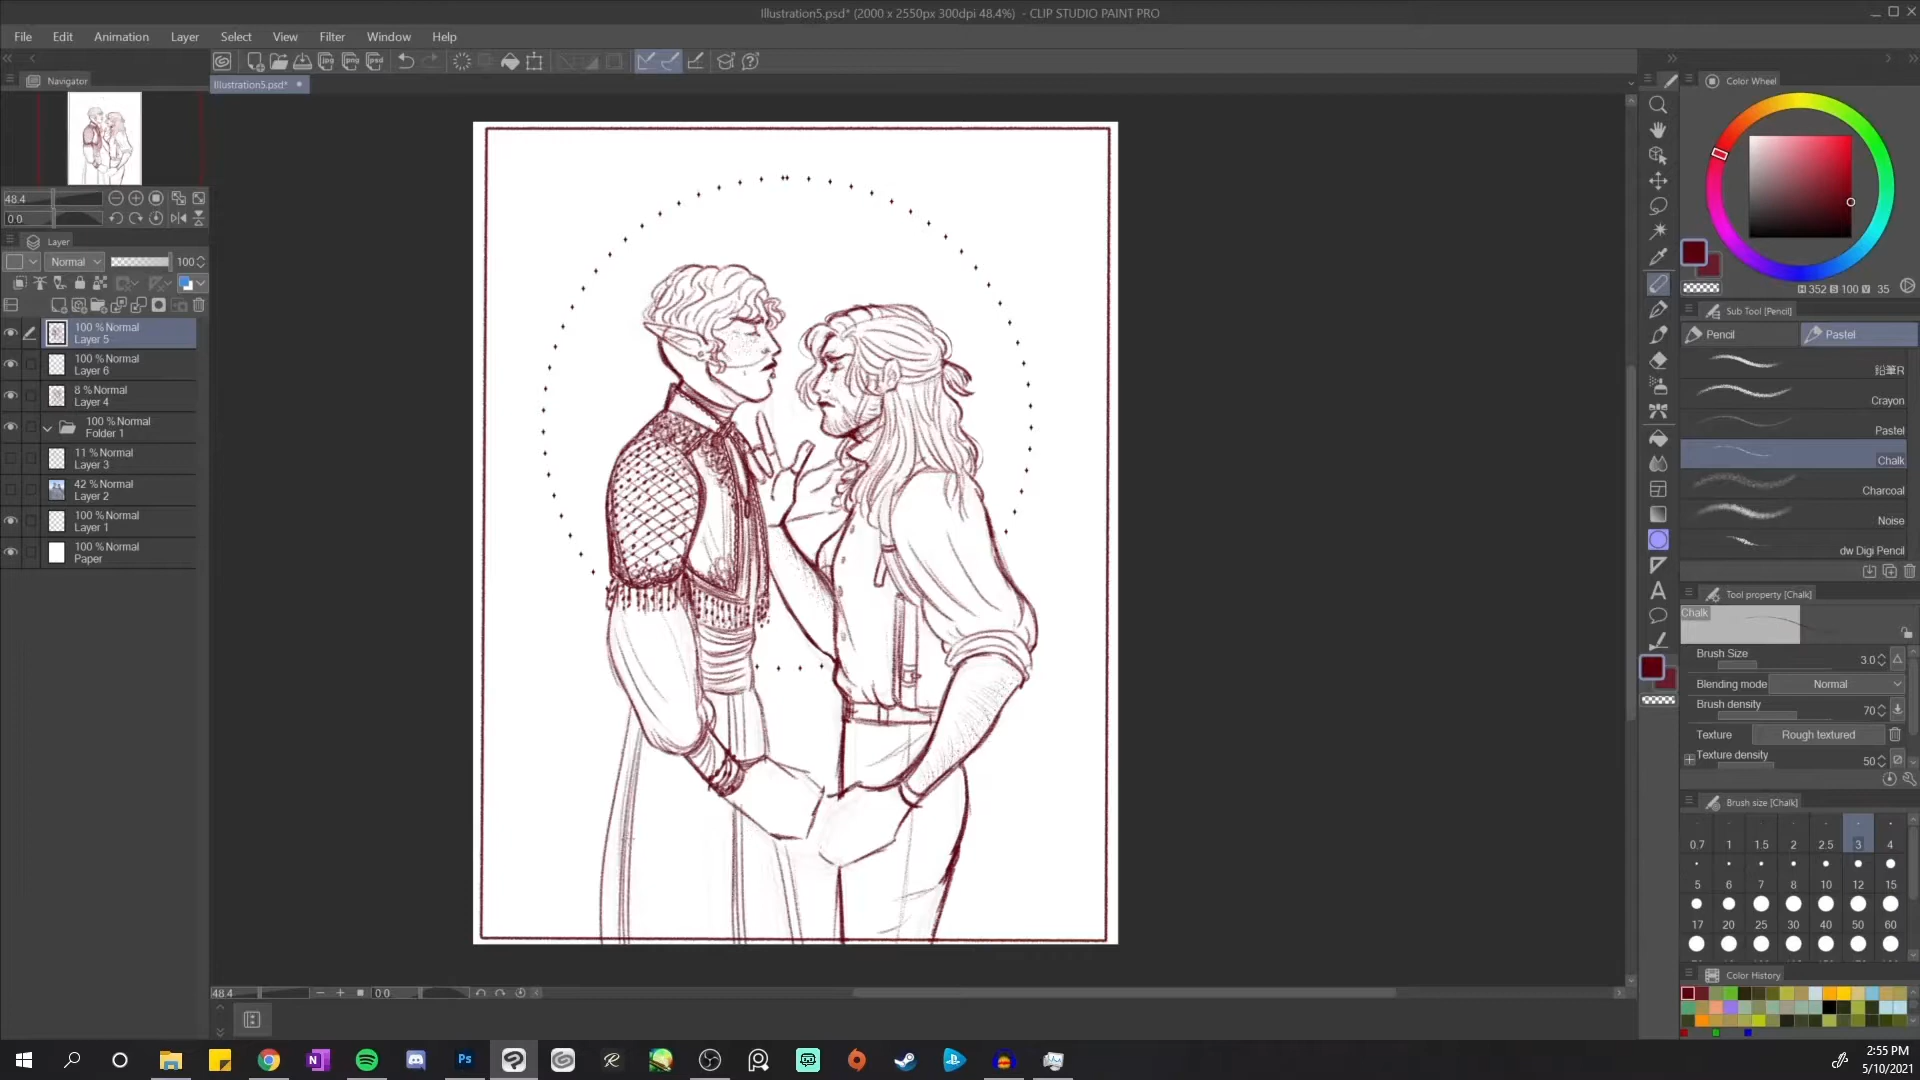 Illustration5.psd* (2000 x 2550px 300dpi 48.4%) - CLIP STUDIO PAINT PRO
File Edit Animation Layer Select View Filter Window Help
Navigator
Illustration5.psd*
Color Wheel
48.4
0 0
Layer
Normal 100
H 352 S 100 V 35
100 % Normal
Layer 5
100 % Normal
Layer 6
8 % Normal
Layer 4
100 % Normal
Folder 1
11 % Normal
Layer 3
42 % Normal
Layer 2
100 % Normal
Layer 1
100 % Normal
Paper
Sub Tool [Pencil]
Pencil Pastel
鉛筆R
Crayon
Pastel
Chalk
Charcoal
Noise
dw Digi Pencil
Tool property [Chalk]
Chalk
Brush Size 3.0
Blending mode Normal
Brush density 70
Texture Rough textured
Texture density 50
Brush size [Chalk]
0.7 1 1.5 2 2.5 3 4
5 6 7 8 10 12 15
17 20 25 30 40 50 60
Color History
48.4 0 0
2:55 PM
5/10/2021